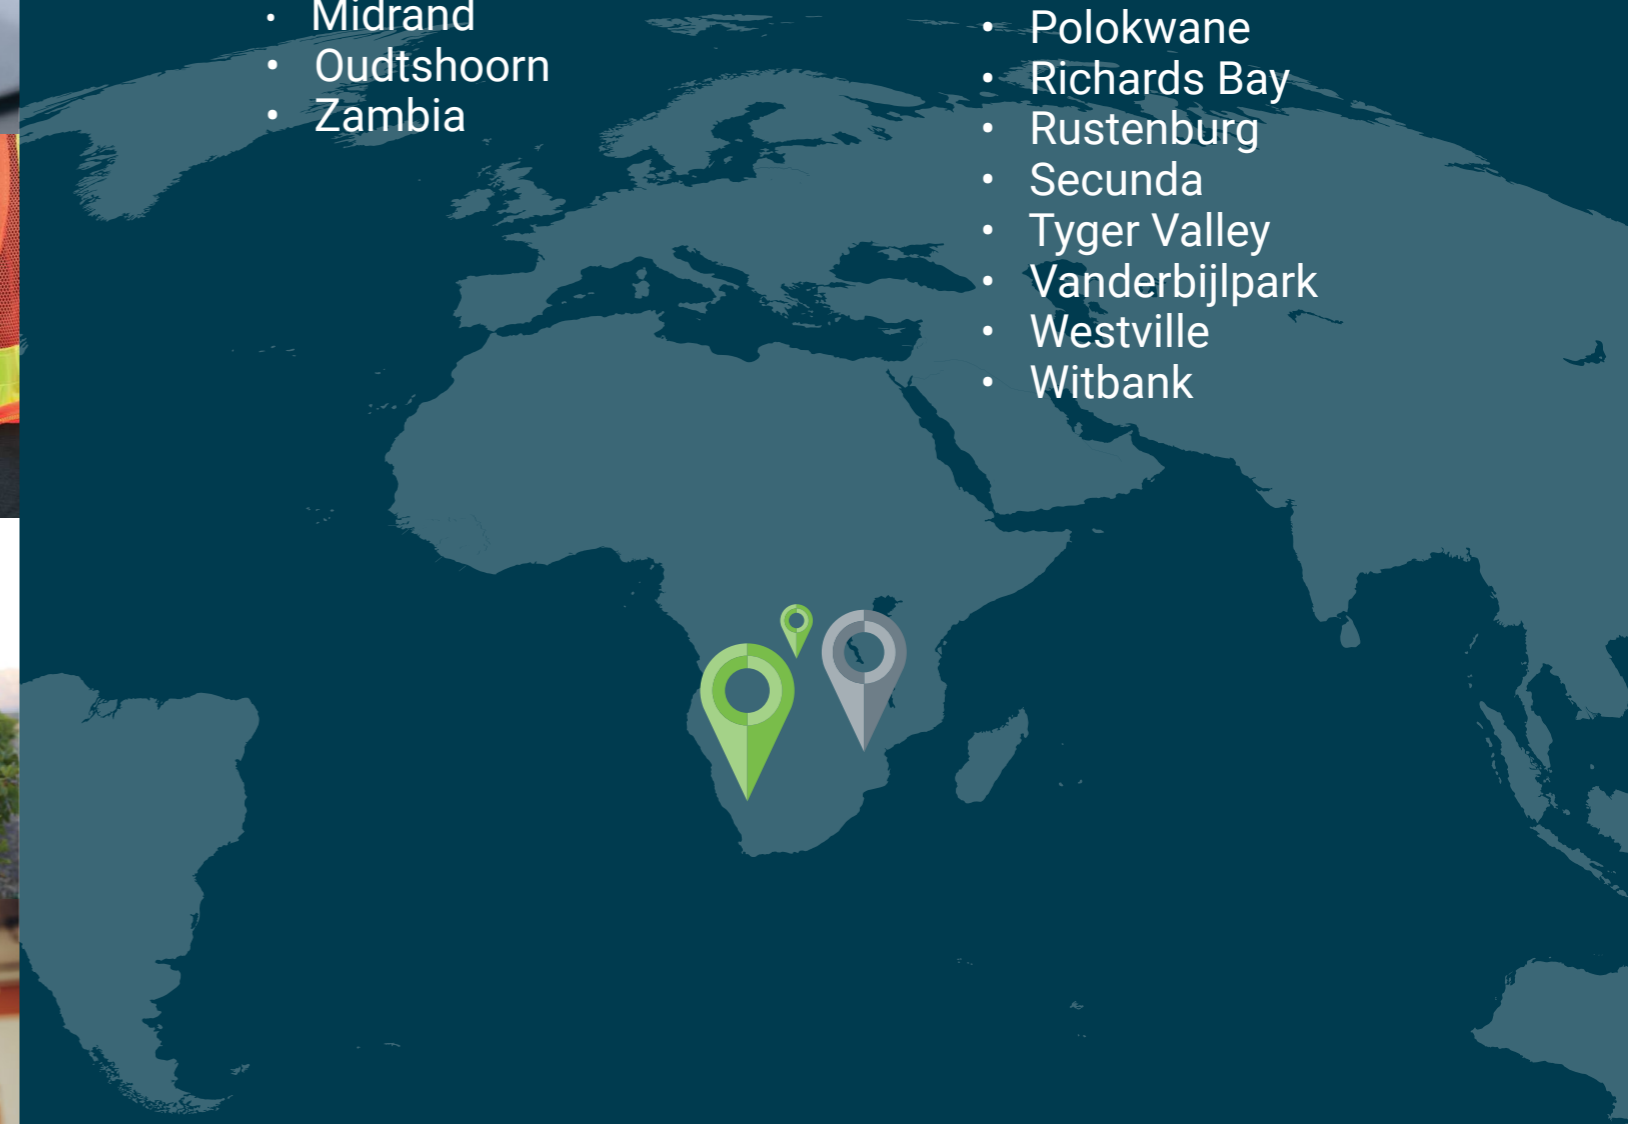 • Midrand
• Oudtshoorn
• Zambia
• Polokwane
• Richards Bay
• Rustenburg
• Secunda
• Tyger Valley
• Vanderbijlpark
• Westville
• Witbank